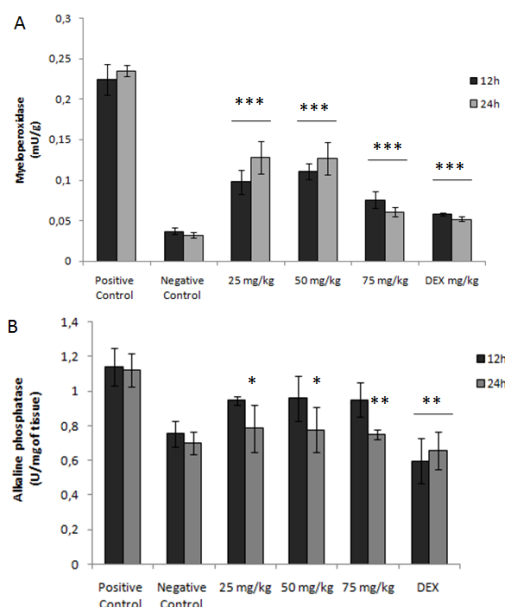 A
0,3
0,25
0,2
0,15
0,1
0,05
0
Myeloperoxidase
(mU/g)
12h
24h
***
***
***
***
Positive
Control
Negative
Control
25 mg/kg
50 mg/kg
75 mg/kg
DEX mg/kg
B
1,4
1,2
1
0,8
0,6
0,4
0,2
0
Alkaline phosphatase
(U/mg of tissue)
12h
24h
*
*
**
**
Positive
Control
Negative
Control
25 mg/kg
50 mg/kg
75 mg/kg
DEX